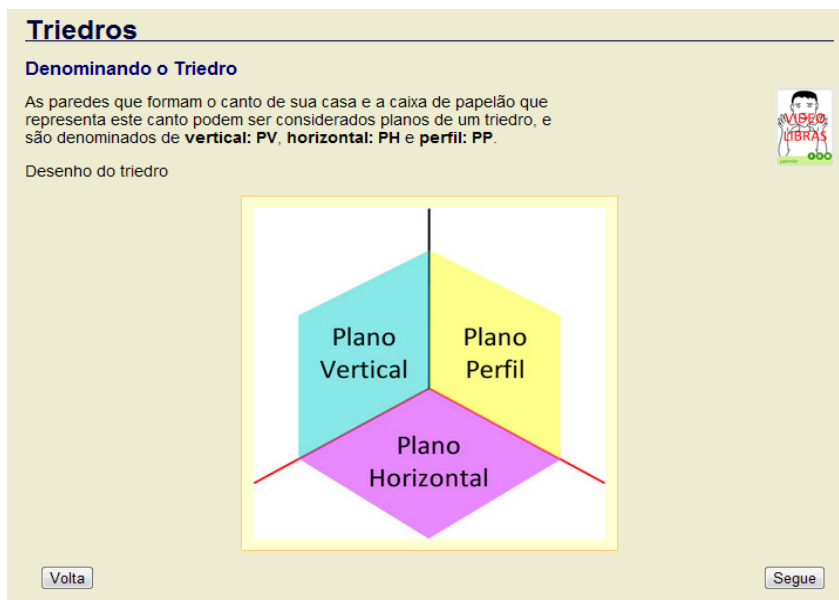 Triedros
Denominando o Triedro
As paredes que formam o canto de sua casa e a caixa de papelão que
representa este canto podem ser considerados planos de um triedro, e
são denominados de vertical: PV, horizontal: PH e perfil: PP.
VIDEO
LIBRAS
Desenho do triedro
Plano
Vertical
Plano
Perfil
Plano
Horizontal
Volta
Segue